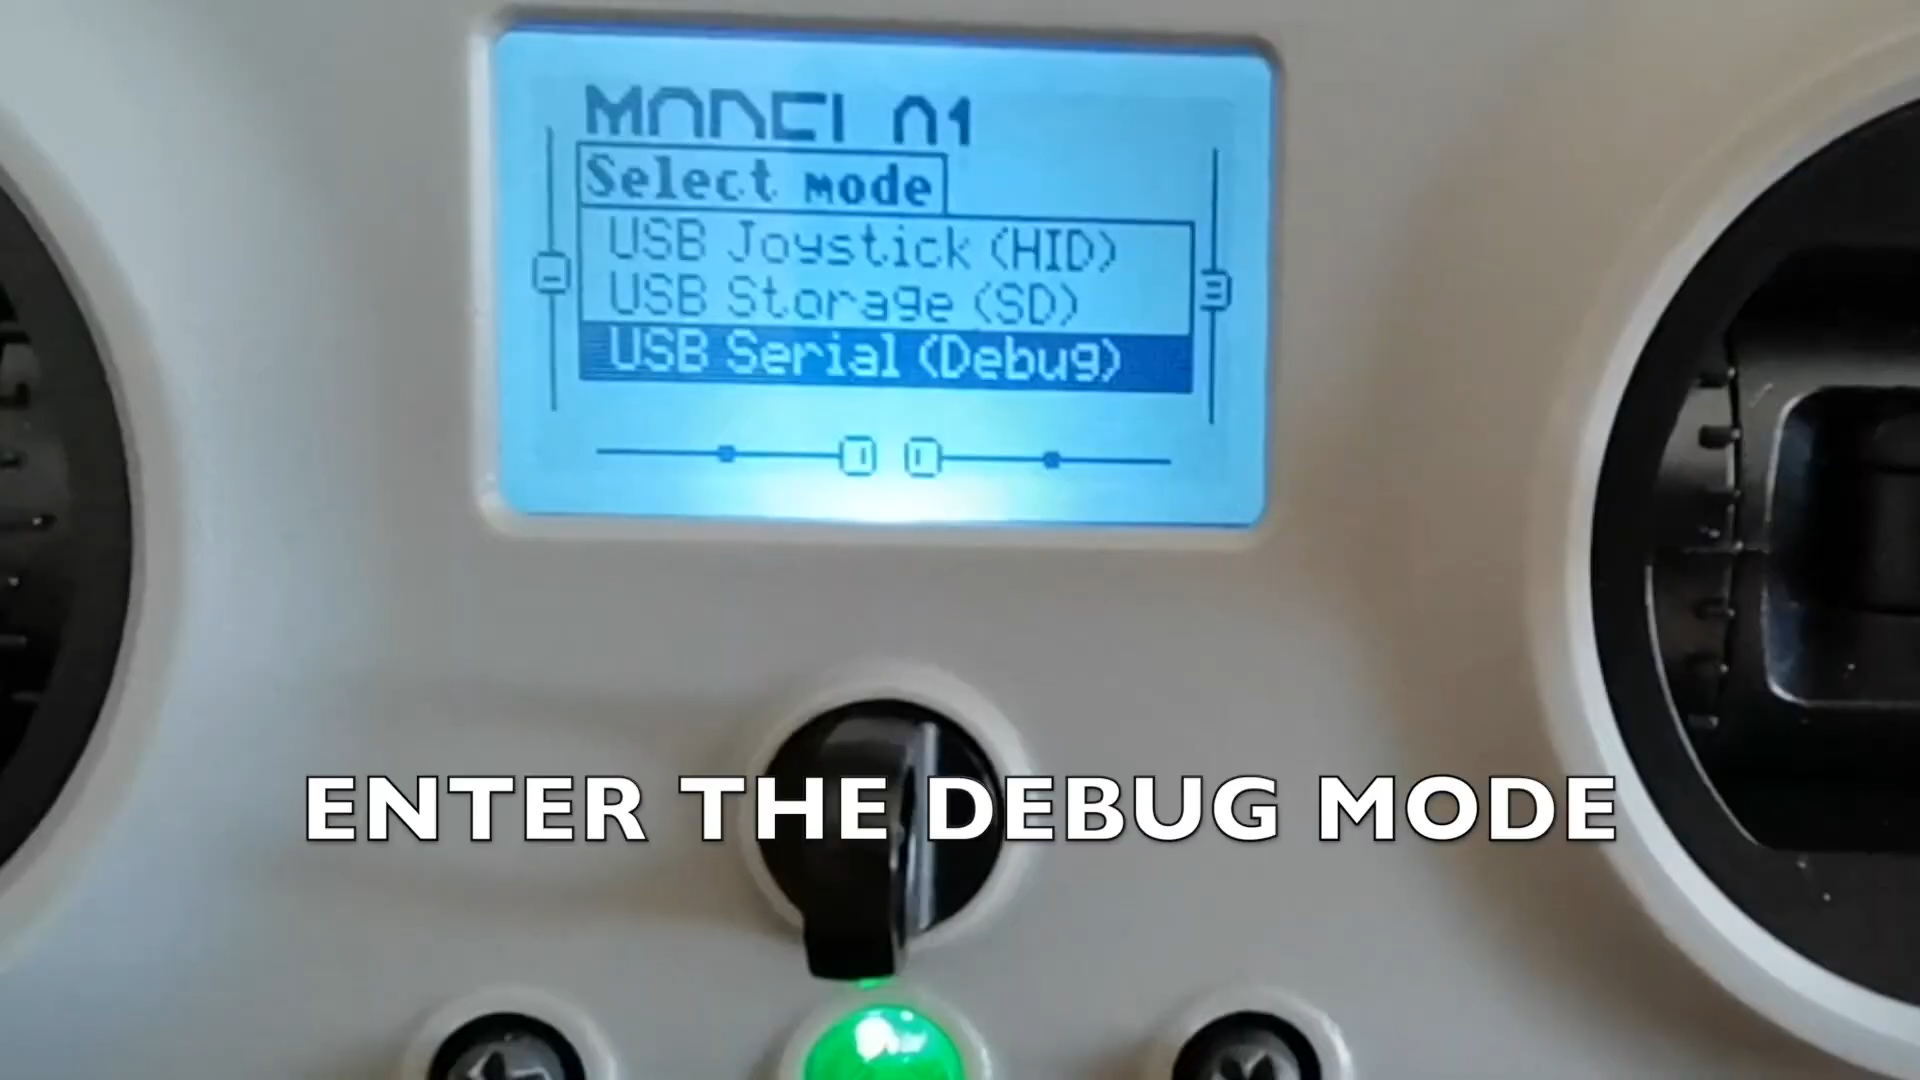 MODEL 01
Select mode
USB Joystick (HID)
USB Storage (SD)
USB Serial (Debug)
ENTER THE DEBUG MODE